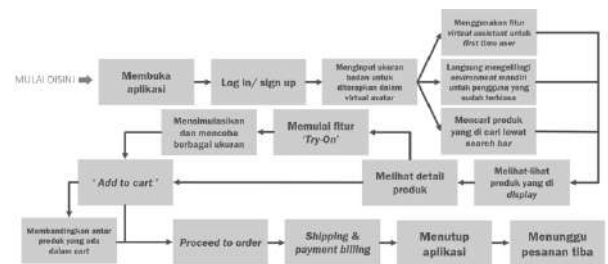 Menggunakan fitur
virtual assistant untuk
first time user
MULAI DISINI
Membuka
aplikasi
Log in/ sign up
Menginput ukuran
badan untuk
diterapkan dalam
virtual avatar
Langsung mengelilingi
environment mandiri
untuk pengguna yang
sudah terbiasa
Mencari produk
yang di cari lewat
search bar
Mensimulasikan
dan mencoba
berbagai ukuran
Memulai fitur
'Try-On'
"Add to cart"
Melihat detail
produk
Melihat-lihat
produk yang di
display
Membandingkan antar
produk yang ada
dalam cart
Proceed to order
Shipping &
payment billing
Menutup
aplikasi
Menunggu
pesanan tiba